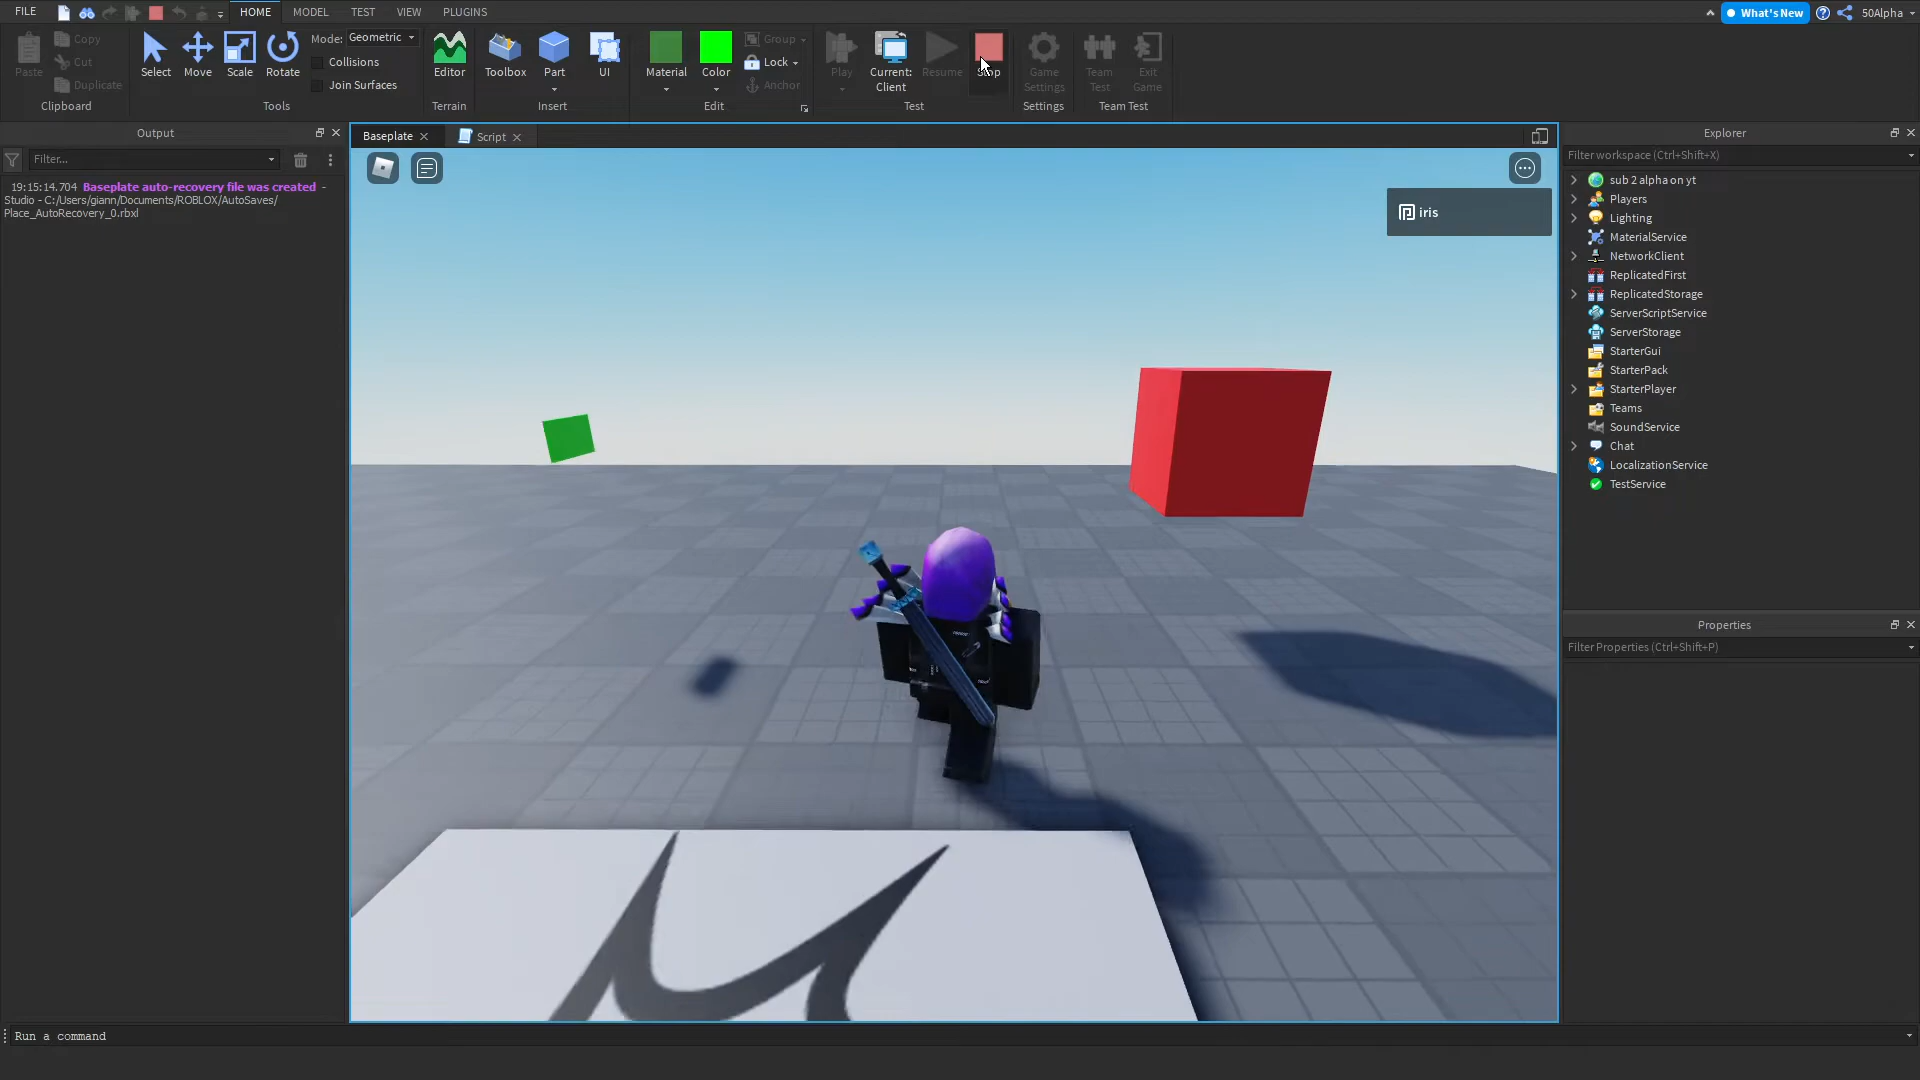 FILE
HOME
MODEL
TEST
VIEW
PLUGINS
What's New
50Alpha
Paste
Copy
Cut
Duplicate
Clipboard
Select
Move
Scale
Rotate
Mode: Geometric
Collisions
Join Surfaces
Tools
Editor
Terrain
Toolbox
Part
UI
Insert
Material
Color
Group
Lock
Anchor
Edit
Play
Current:
Client
Resume
Stop
Test
Game
Settings
Settings
Team
Test
Exit
Game
Team Test
Output
Filter...
19:15:14.704 Baseplate auto-recovery file was created -
Studio - C:/Users/giann/Documents/ROBLOX/AutoSaves/
Place_AutoRecovery_0.rbxl
Baseplate
Script
iris
Explorer
Filter workspace (Ctrl+Shift+X)
sub 2 alpha on yt
Players
Lighting
MaterialService
NetworkClient
ReplicatedFirst
ReplicatedStorage
ServerScriptService
ServerStorage
StarterGui
StarterPack
StarterPlayer
Teams
SoundService
Chat
LocalizationService
TestService
Properties
Filter Properties (Ctrl+Shift+P)
Run a command